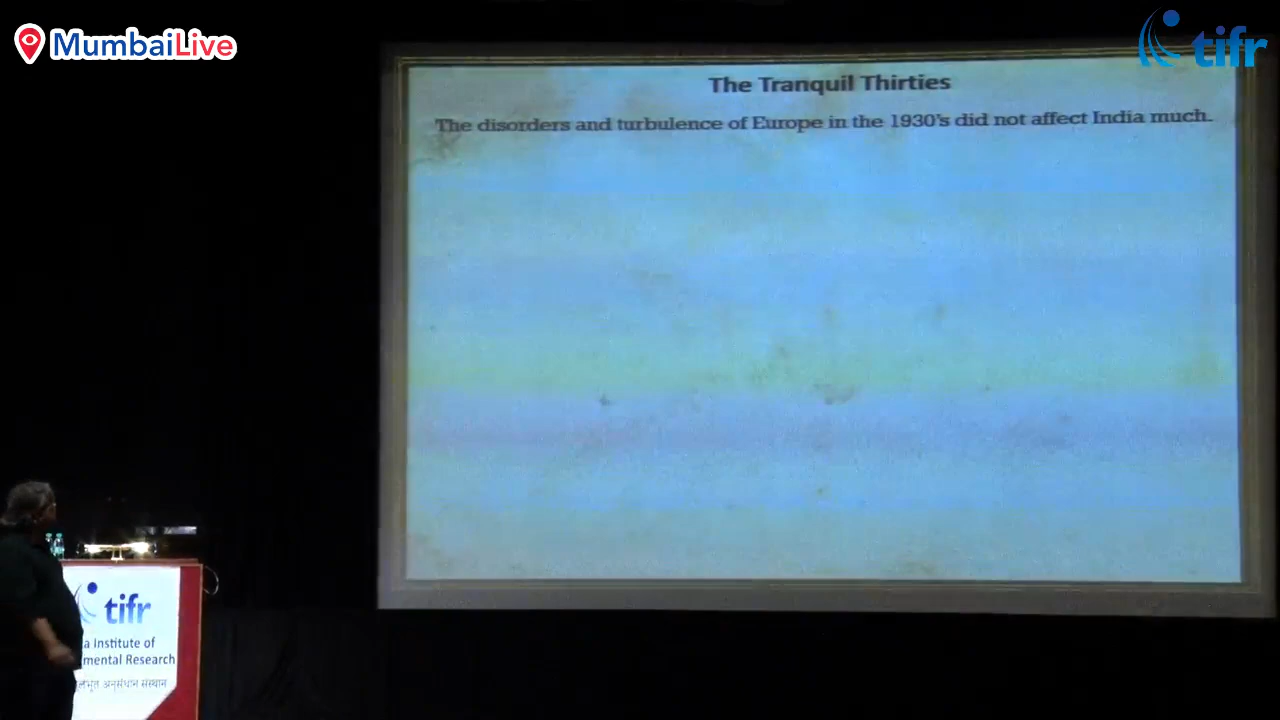 MumbaiLive
tifr
The Tranquil Thirties
The disorders and turbulence of Europe in the 1930's did not affect India much.
tifr
a Institute of
mental Research
अनुसंधान संस्थान